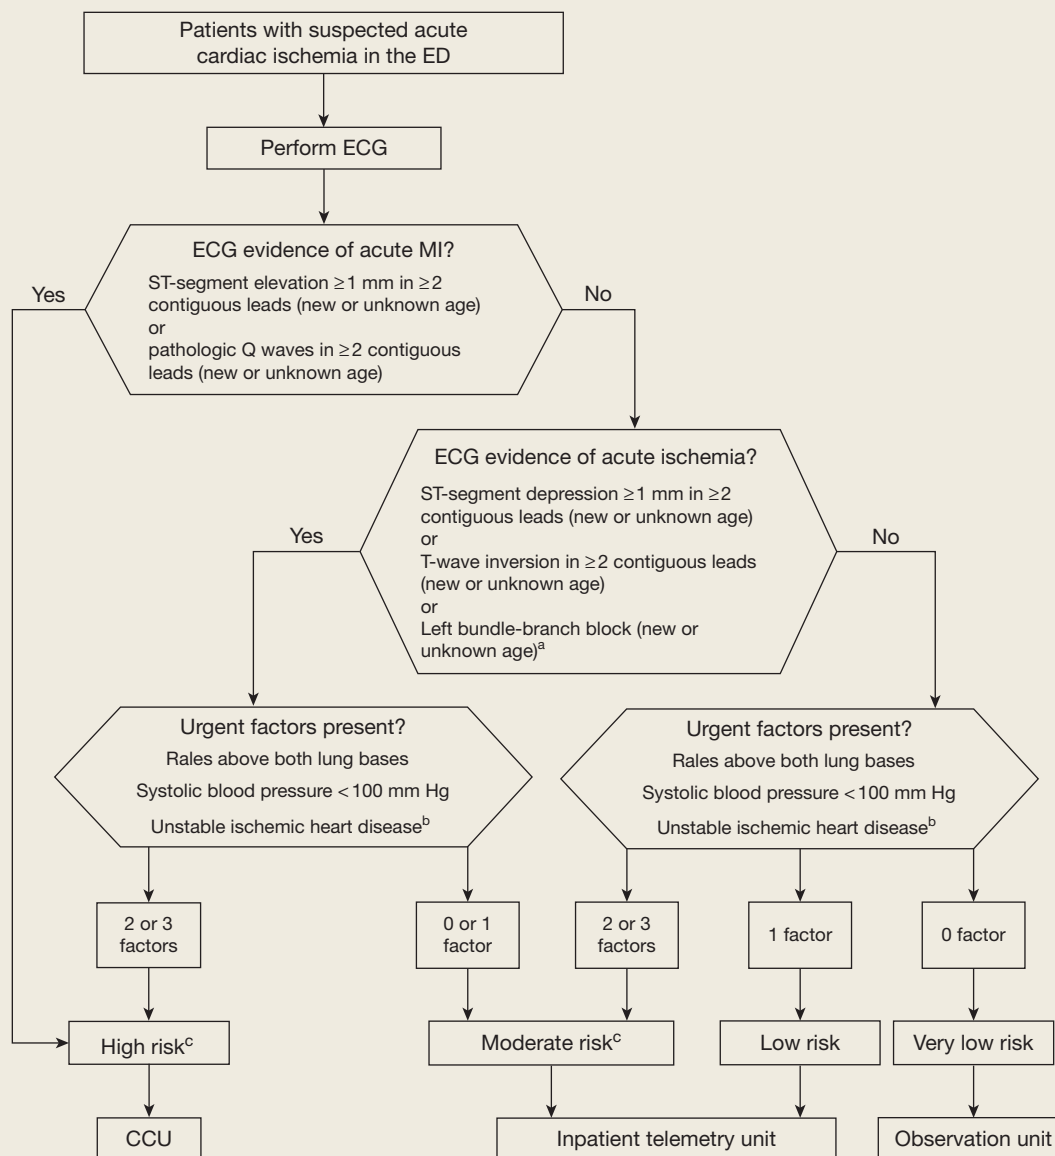 Patients with suspected acute
cardiac ischemia in the ED
Perform ECG
ECG evidence of acute MI?
ST-segment elevation ≥1 mm in ≥2
contiguous leads (new or unknown age)
or
pathologic Q waves in ≥2 contiguous
leads (new or unknown age)
Yes
No
ECG evidence of acute ischemia?
ST-segment depression ≥1 mm in ≥2
contiguous leads (new or unknown age)
or
T-wave inversion in ≥2 contiguous leads
(new or unknown age)
or
Left bundle-branch block (new or
unknown age)a
Yes
No
Urgent factors present?
Rales above both lung bases
Systolic blood pressure <100 mm Hg
Unstable ischemic heart diseaseb
Urgent factors present?
Rales above both lung bases
Systolic blood pressure <100 mm Hg
Unstable ischemic heart diseaseb
2 or 3
factors
0 or 1
factor
2 or 3
factors
1 factor
0 factor
High riskc
Moderate riskc
Low risk
Very low risk
CCU
Inpatient telemetry unit
Observation unit